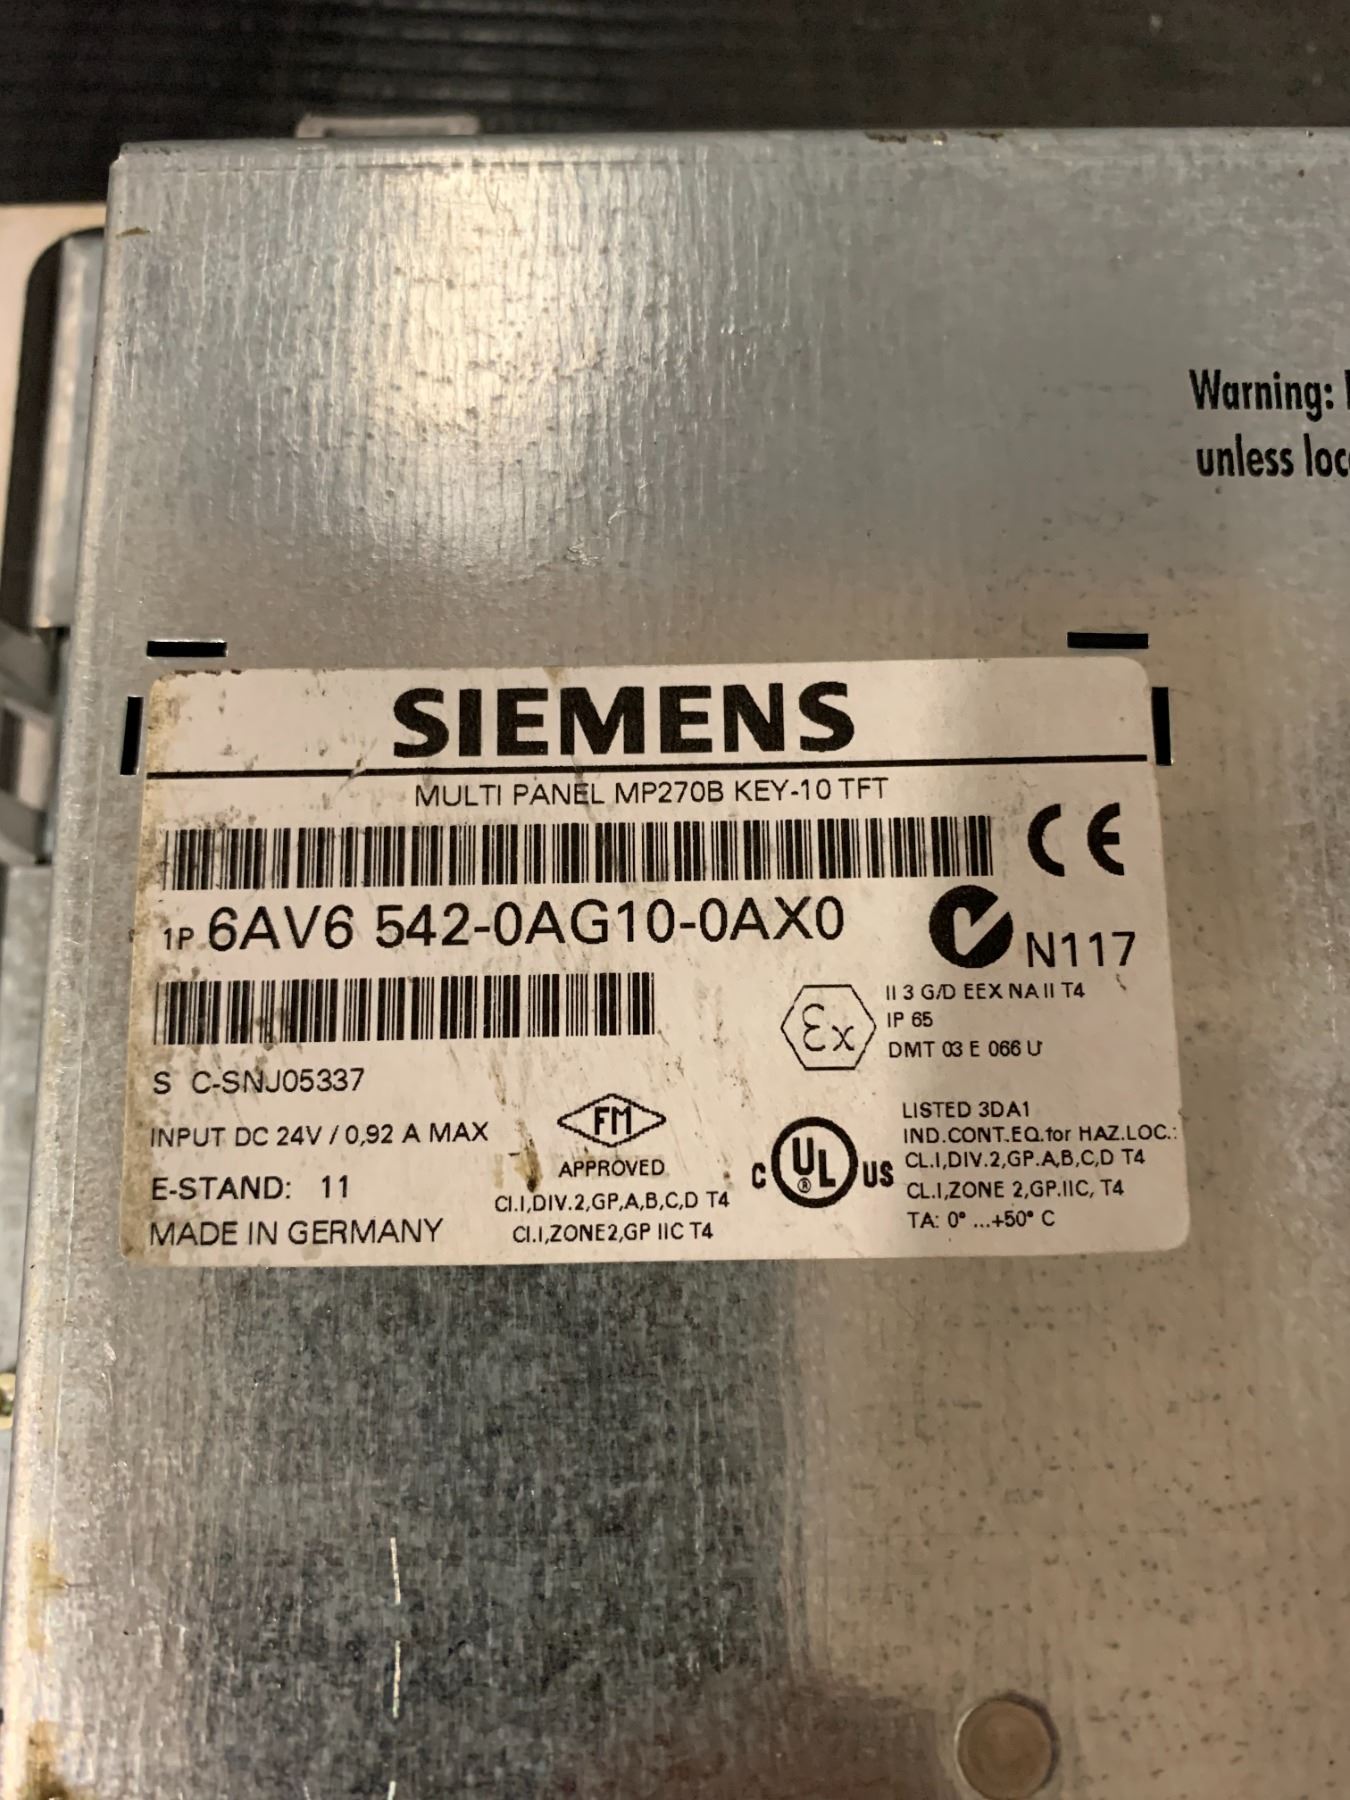 Warning:
unless loc
SIEMENS
MULTI PANEL MP270B KEY-10 TFT
CE
1P 6AV6 542-0AG10-0AX0
N117
Ex
II 3 G/D EEX NA II T4
IP 65
DMT 03 E 066 U
S C-SNJ05337
INPUT DC 24V / 0,92 A MAX
E-STAND: 11
MADE IN GERMANY
FM
APPROVED
CI.I,DIV.2,GP,A,B,C,D T4
CI.I,ZONE2,GP IIC T4
C UL ® US
LISTED 3DA1
IND.CONT.EQ.for HAZ.LOC.:
CL.I,DIV.2,GP.A,B,C,D T4
CL.I,ZONE 2,GP.IIC, T4
TA: 0° ...+50° C